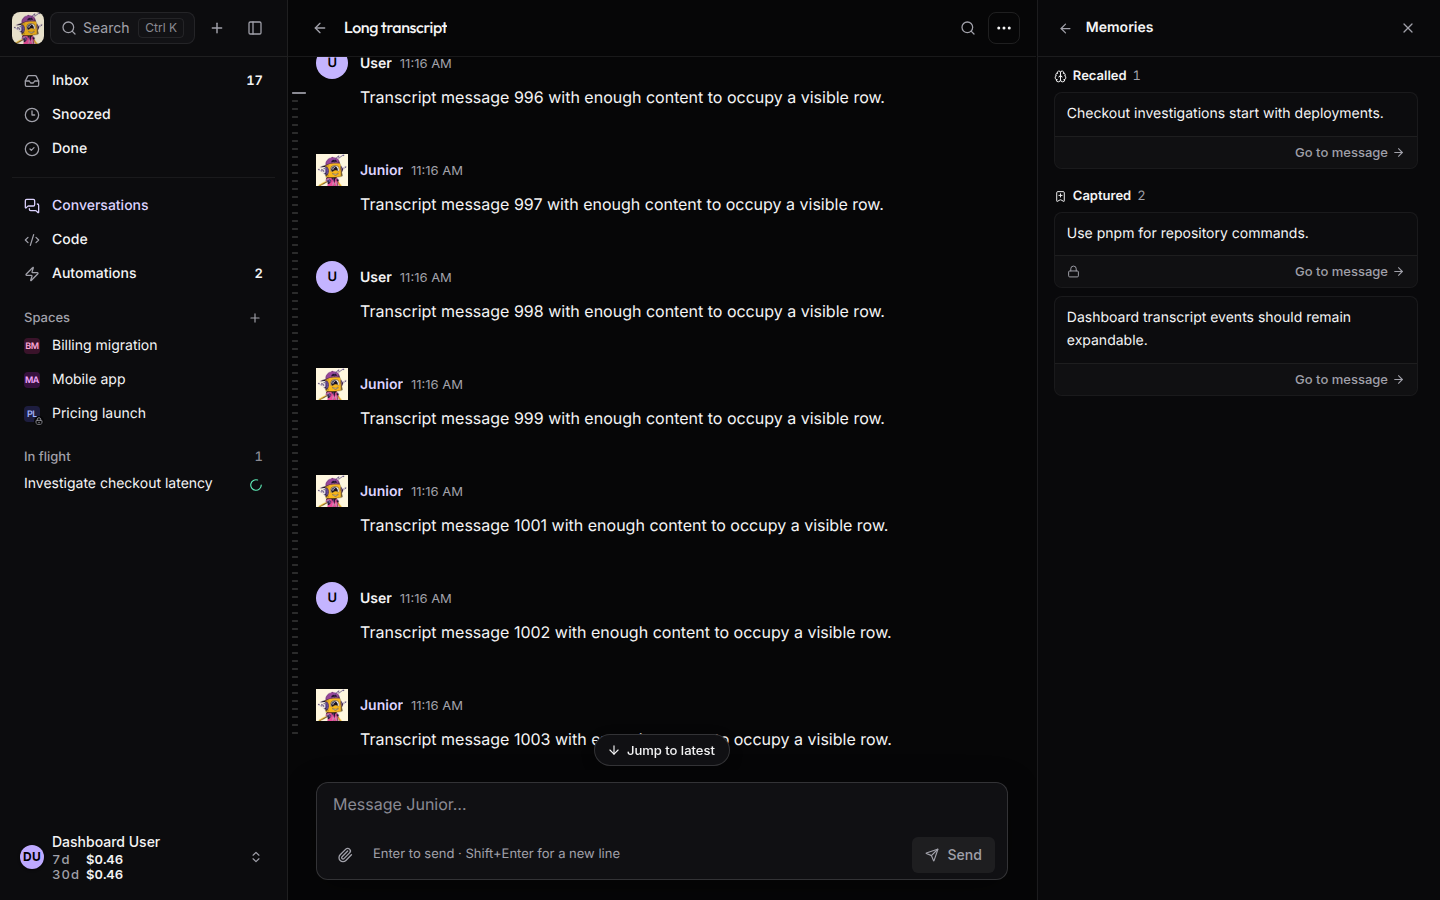 Search Ctrl K
Inbox 17
Snoozed
Done
Conversations
Code
Automations 2
Spaces
BM Billing migration
MA Mobile app
PL Pricing launch
In flight 1
Investigate checkout latency
DU Dashboard User
7d $0.46
30d $0.46
Long transcript
U User 11:16 AM
Transcript message 996 with enough content to occupy a visible row.
Junior 11:16 AM
Transcript message 997 with enough content to occupy a visible row.
U User 11:16 AM
Transcript message 998 with enough content to occupy a visible row.
Junior 11:16 AM
Transcript message 999 with enough content to occupy a visible row.
Junior 11:16 AM
Transcript message 1001 with enough content to occupy a visible row.
U User 11:16 AM
Transcript message 1002 with enough content to occupy a visible row.
Junior 11:16 AM
Transcript message 1003 with occupy a visible row.
Jump to latest
Message Junior...
Enter to send · Shift+Enter for a new line
Send
Memories
Recalled 1
Checkout investigations start with deployments.
Go to message
Captured 2
Use pnpm for repository commands.
Go to message
Dashboard transcript events should remain
expandable.
Go to message